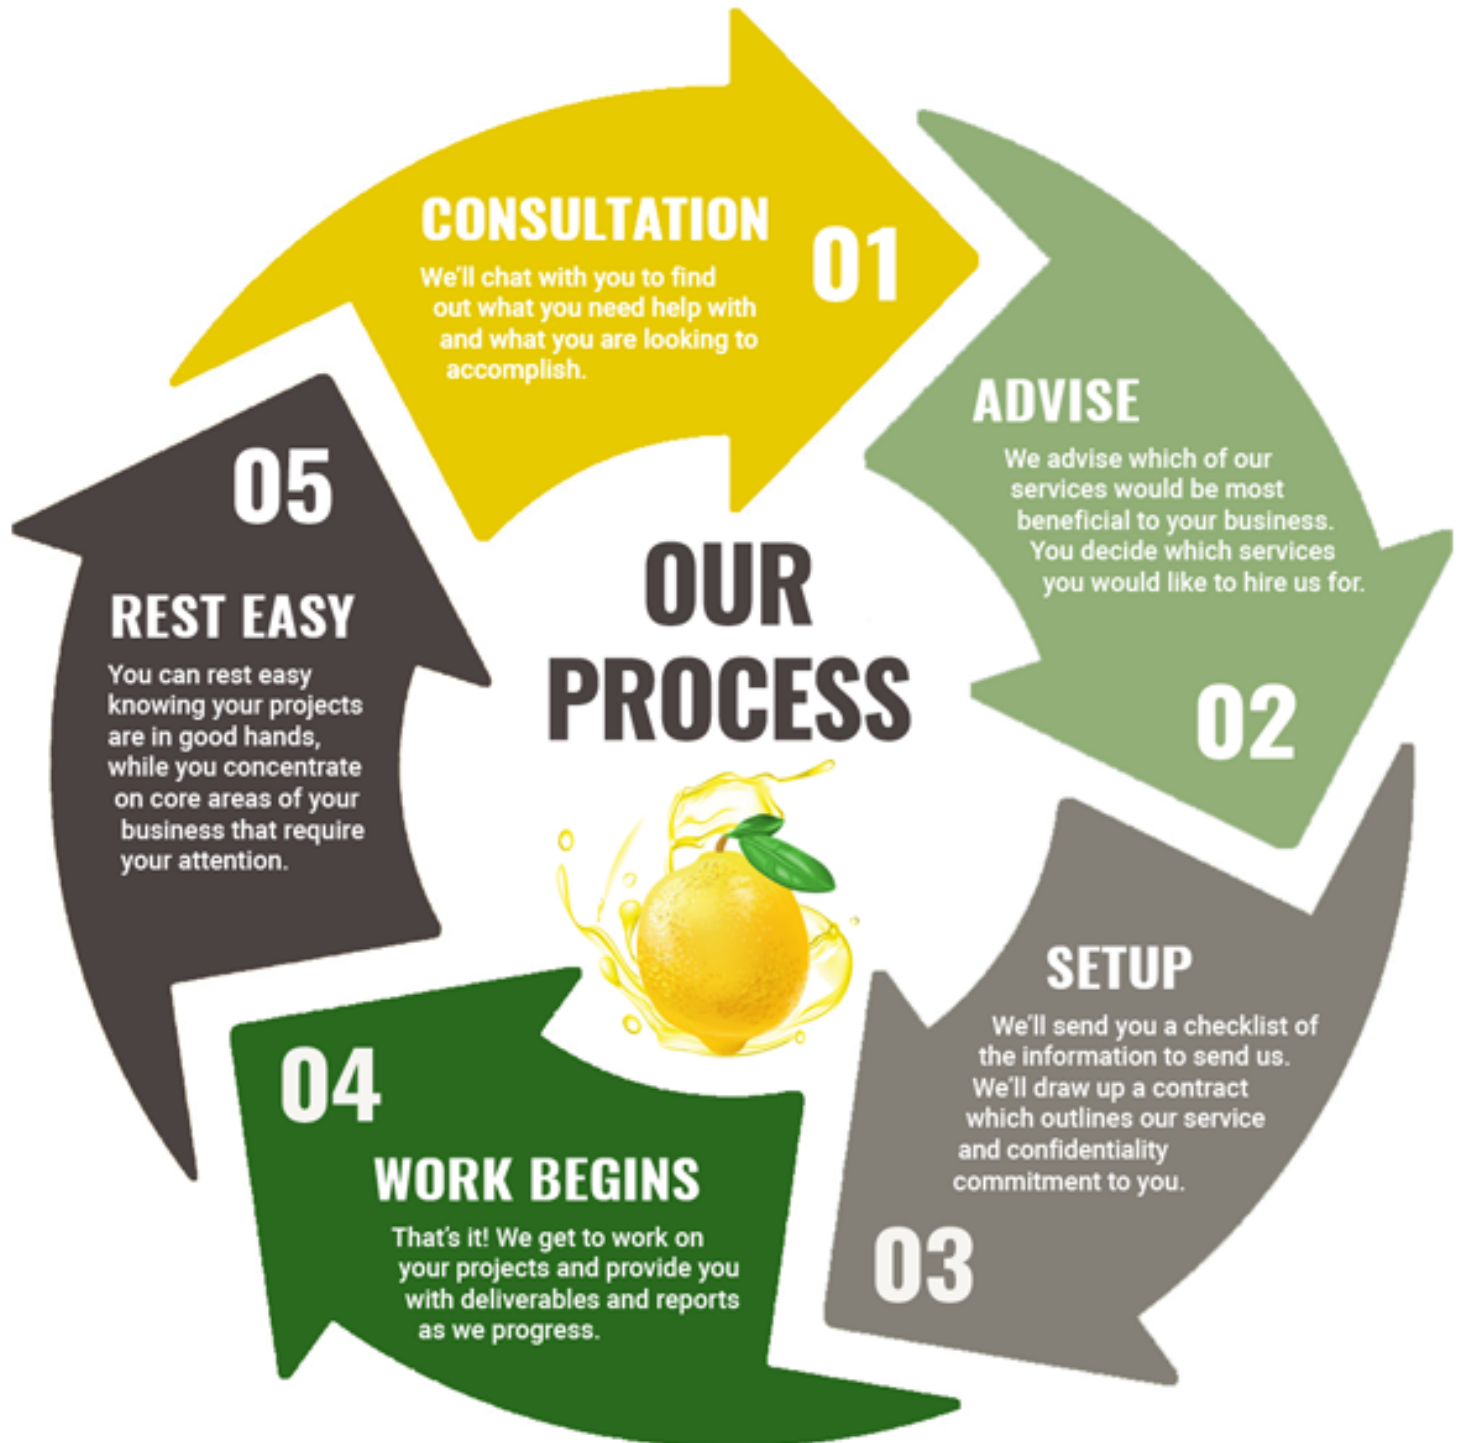 OUR
PROCESS
CONSULTATION
01
We'll chat with you to find
out what you need help with
and what you are looking to
accomplish.
ADVISE
We advise which of our
services would be most
beneficial to your business.
You decide which services
you would like to hire us for.
02
SETUP
We'll send you a checklist of
the information to send us.
We'll draw up a contract
which outlines our service
and confidentiality
commitment to you.
03
04
WORK BEGINS
That's it! We get to work on
your projects and provide you
with deliverables and reports
as we progress.
05
REST EASY
You can rest easy
knowing your projects
are in good hands,
while you concentrate
on core areas of your
business that require
your attention.